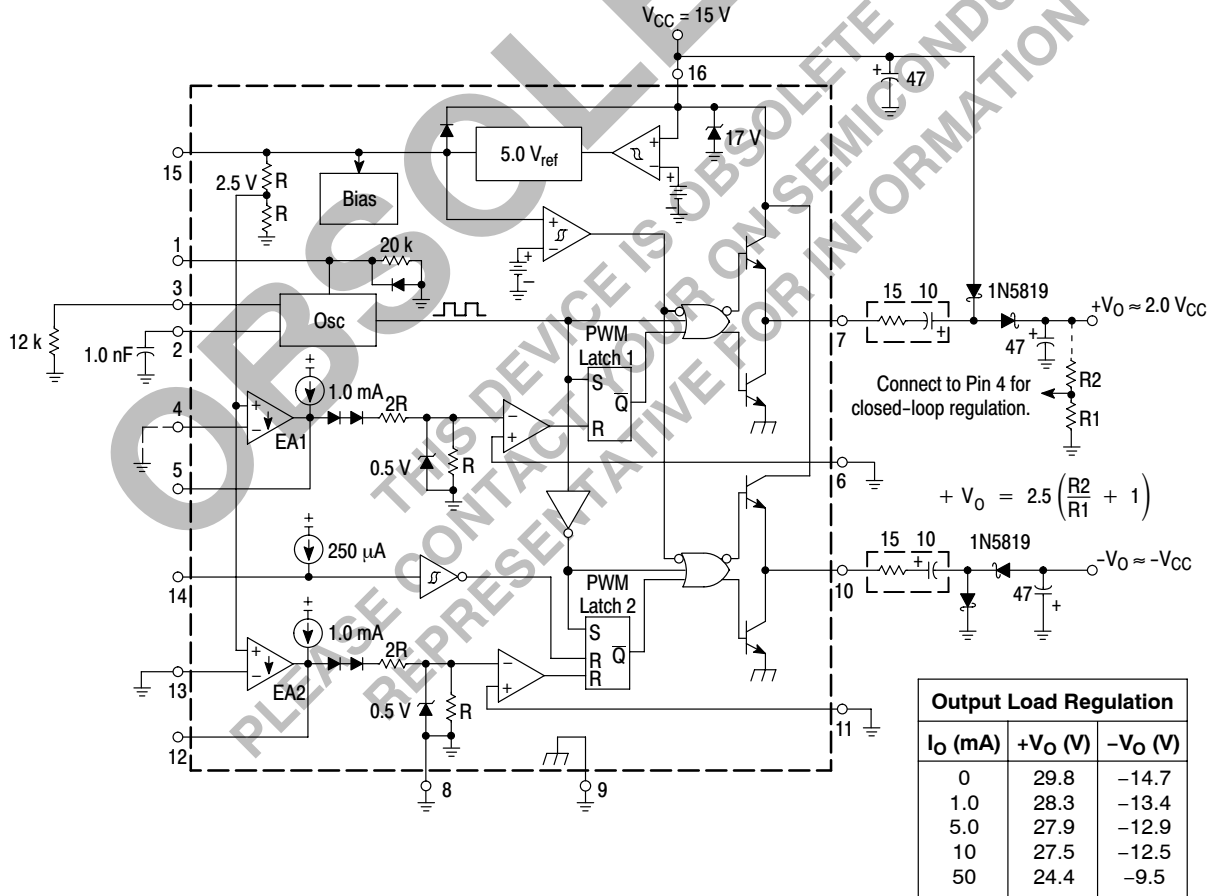 VCC = 15 V
16
+
47
15
2.5 V
R
R
Bias
5.0 Vref
+
−
+
−
17 V
+
−
+
−
1
20 k
3
Osc
2
12 k
1.0 nF
PWM
Latch 1
S
Q
R
7
15 10
+
1N5819
+VO ≈ 2.0 VCC
47
+
R2
R1
Connect to Pin 4 for
closed−loop regulation.
+
1.0 mA
4
+
−
EA1
2R
0.5 V
R
−
+
5
6
+ VO = 2.5 (R2/R1 + 1)
+
250 μA
14
PWM
Latch 2
S
R
R
Q
10
15 10
+
1N5819
−VO ≈ −VCC
47
+
+
1.0 mA
+
−
EA2
13
2R
0.5 V
R
−
+
12
11
8
9
Output Load Regulation
IO (mA) +VO (V) −VO (V)
0 29.8 −14.7
1.0 28.3 −13.4
5.0 27.9 −12.9
10 27.5 −12.5
50 24.4 −9.5
OBSOLE
THIS DEVICE IS OBSOLETE
PLEASE CONTACT YOUR ON SEMICONDU
REPRESENTATIVE FOR INFORMATION